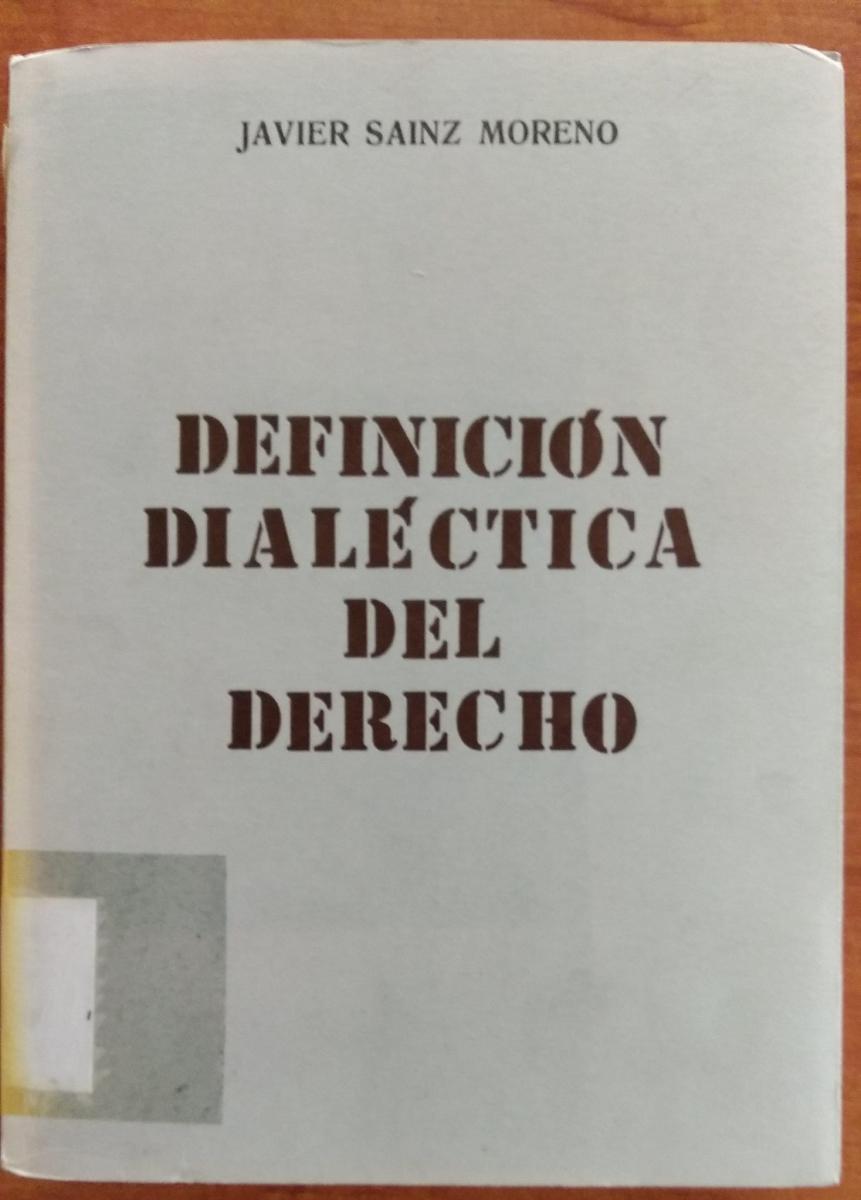 JAVIER SAINZ MORENO
DEFINICIÓN
DIALÉCTICA
DEL
DERECHO